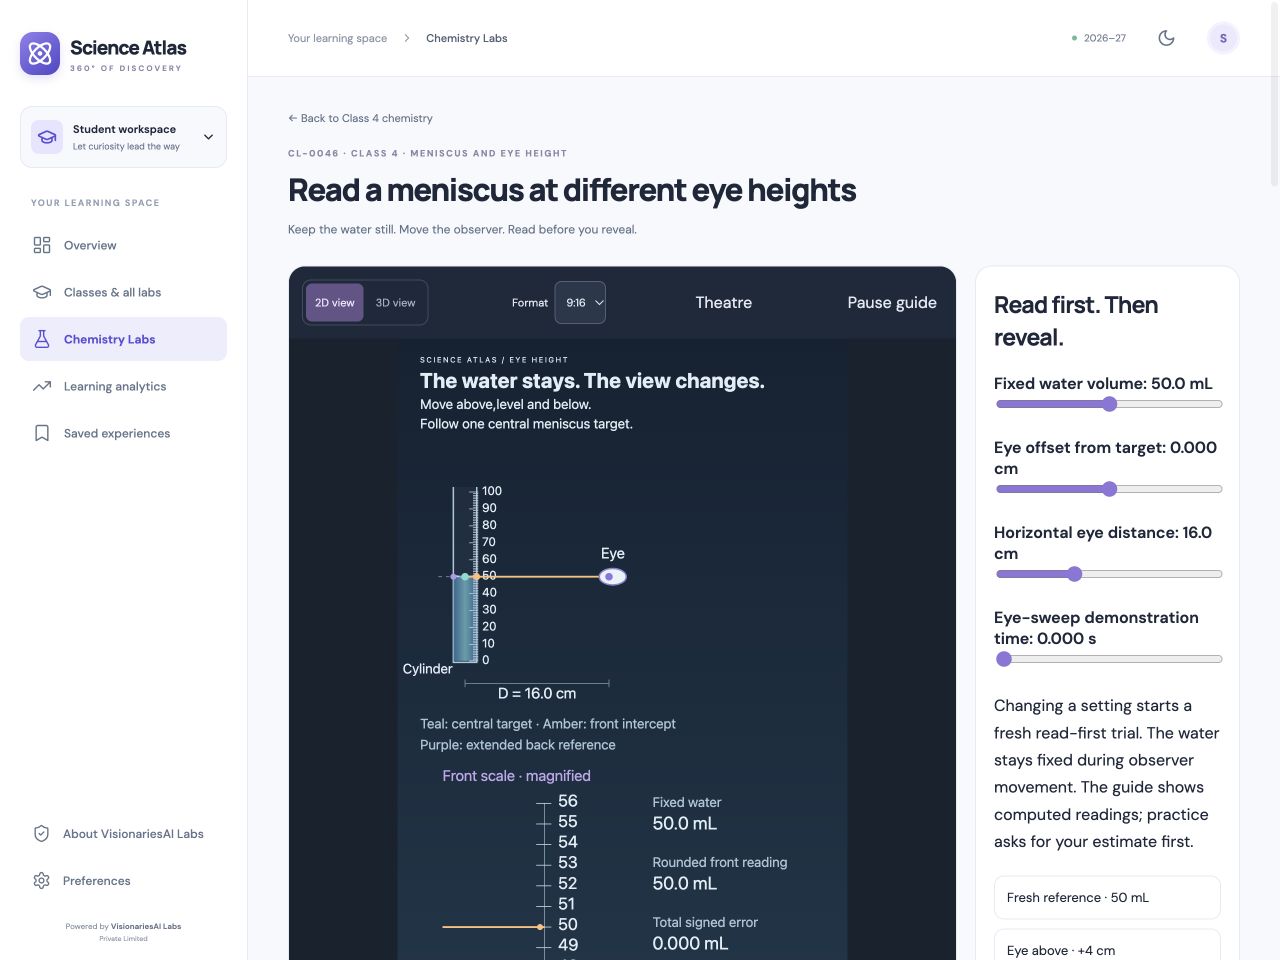 Science Atlas
360° OF DISCOVERY
Student workspace
Let curiosity lead the way
YOUR LEARNING SPACE
Overview
Classes & all labs
Chemistry Labs
Learning analytics
Saved experiences
About VisionariesAI Labs
Preferences
Powered by VisionariesAI Labs
Private Limited
Your learning space > Chemistry Labs
2026–27
S
← Back to Class 4 chemistry
CL-0046 · CLASS 4 · MENISCUS AND EYE HEIGHT
Read a meniscus at different eye heights
Keep the water still. Move the observer. Read before you reveal.
2D view
3D view
Format
9:16
Theatre
Pause guide
SCIENCE ATLAS / EYE HEIGHT
The water stays. The view changes.
Move above,level and below.
Follow one central meniscus target.
100
90
80
70
60
50
40
30
20
10
0
Eye
Cylinder
D = 16.0 cm
Teal: central target · Amber: front intercept
Purple: extended back reference
Front scale · magnified
56
55
54
53
52
51
50
49
Fixed water
50.0 mL
Rounded front reading
50.0 mL
Total signed error
0.000 mL
Read first. Then
reveal.
Fixed water volume: 50.0 mL
Eye offset from target: 0.000
cm
Horizontal eye distance: 16.0
cm
Eye-sweep demonstration
time: 0.000 s
Changing a setting starts a
fresh read-first trial. The water
stays fixed during observer
movement. The guide shows
computed readings; practice
asks for your estimate first.
Fresh reference · 50 mL
Eye above · +4 cm